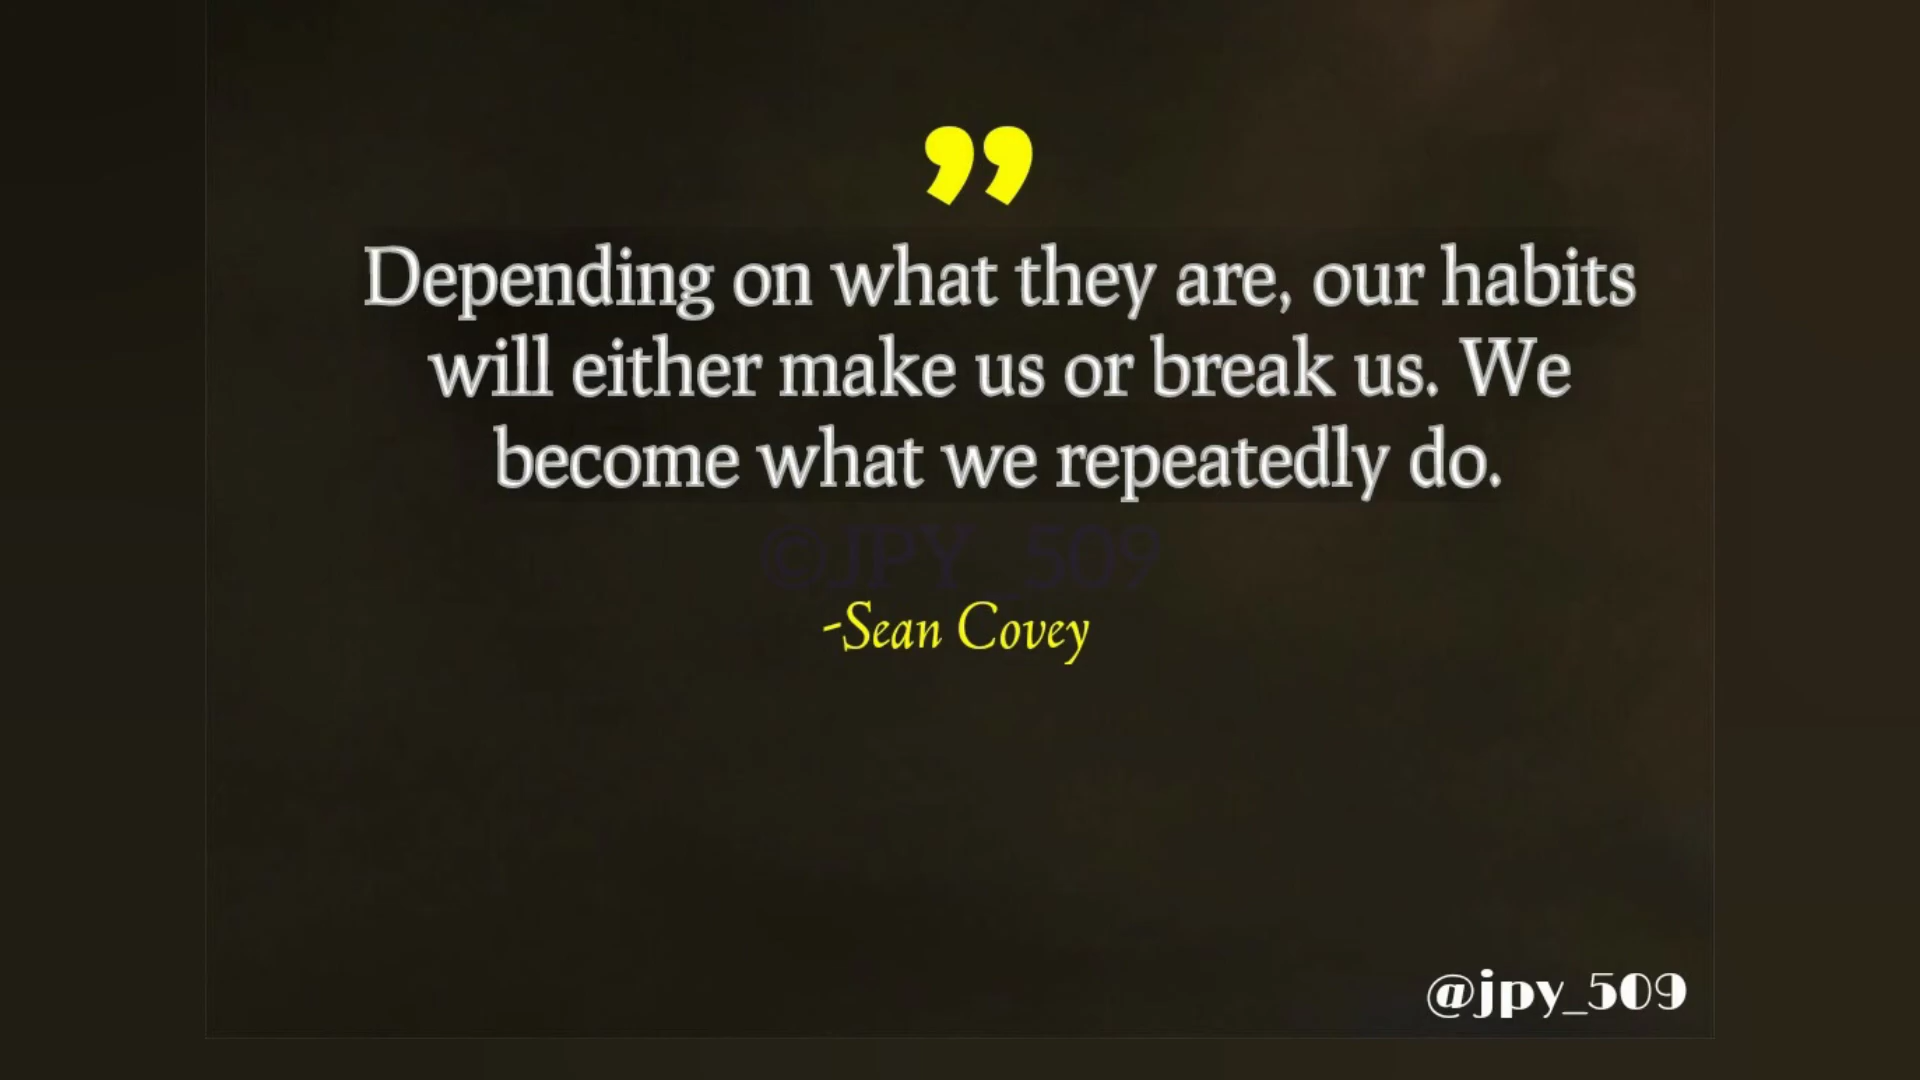 ”
Depending on what they are, our habits
will either make us or break us. We
become what we repeatedly do.
©JPY_509
-Sean Covey
@jpy_509